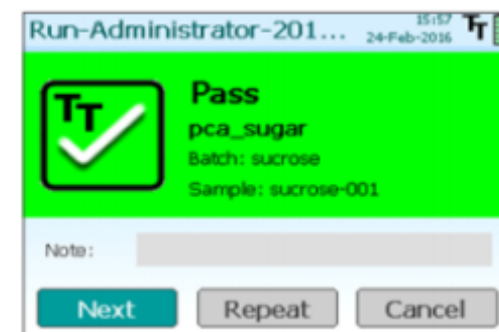 Run-Administrator-201...
15:57
24-Feb-2016
TT
TT
Pass
pca_sugar
Batch: sucrose
Sample: sucrose-001
Note:
Next
Repeat
Cancel